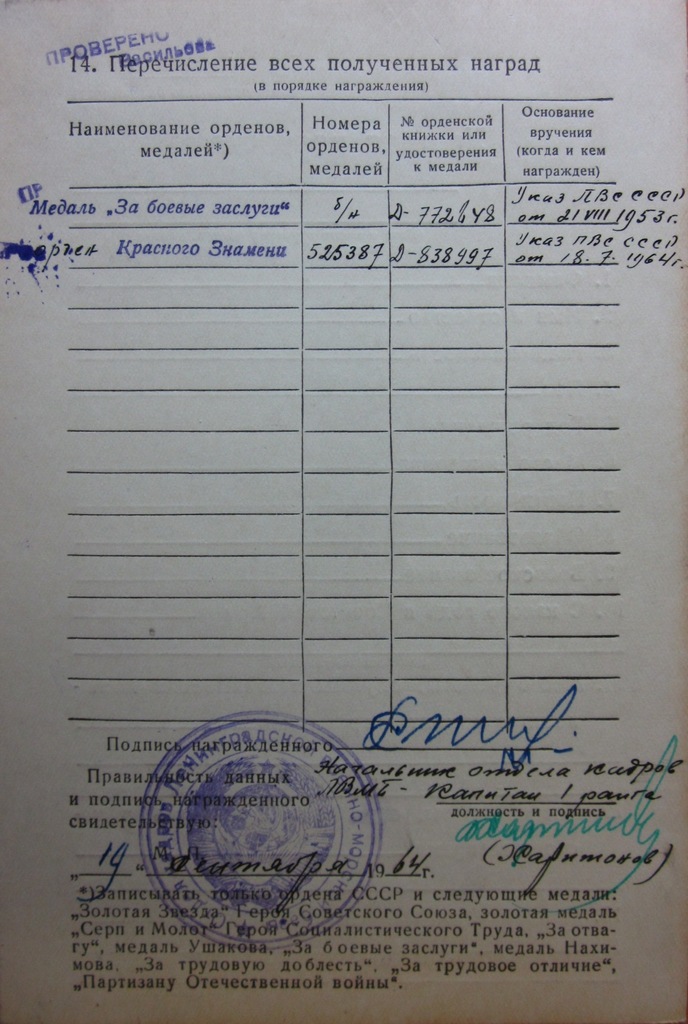 ПРОВЕРЕНО
Васильева
14. Перечисление всех полученных наград
(в порядке награждения)
Наименование орденов, медалей*)
Номера орденов, медалей
№ орденской книжки или удостоверения к медали
Основание вручения (когда и кем награжден)
ПР
Медаль „За боевые заслуги“ б/н Д-772648 Указ ПВС СССР от 21 VIII 1953г.
Орден Красного Знамени 525387 Д-838997 Указ ПВС СССР от 18.7.1964г.
Подпись награжденного
Правильность данных
и подпись награжденного
свидетельствую:
Начальник отдела кадров
ЛВМБ - капитан 1 ранга
должность и подпись
(Харитонов)
„19“ Сентября 1964г.
*)Записывать только ордена СССР и следующие медали:
„Золотая Звезда“ Героя Советского Союза, золотая медаль
„Серп и Молот“ Героя Социалистического Труда, „За отва-
гу“, медаль Ушакова, „За боевые заслуги“, медаль Нахи-
мова, „За трудовую доблесть“, „За трудовое отличие“,
„Партизану Отечественной войны“.